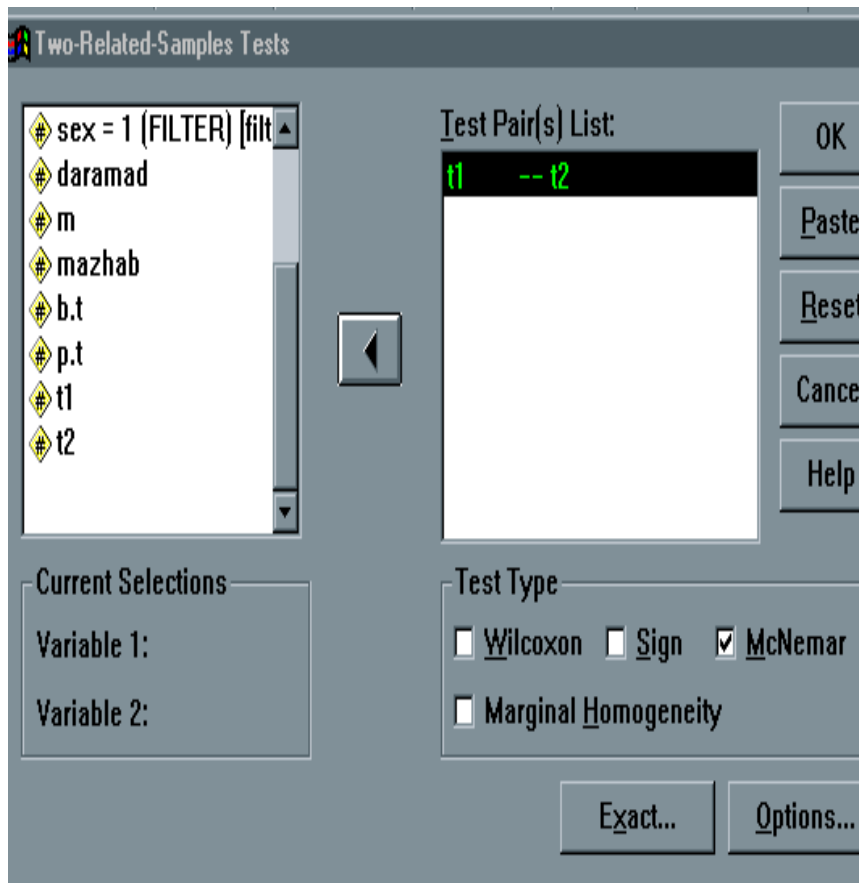 Two-Related-Samples Tests
sex = 1 (FILTER) [filt
daramad
m
mazhab
b.t
p.t
t1
t2
Test Pair(s) List:
t1 -- t2
OK
Paste
Reset
Cance
Help
Current Selections
Variable 1:
Variable 2:
Test Type
Wilcoxon Sign McNemar
Marginal Homogeneity
Exact... Options...